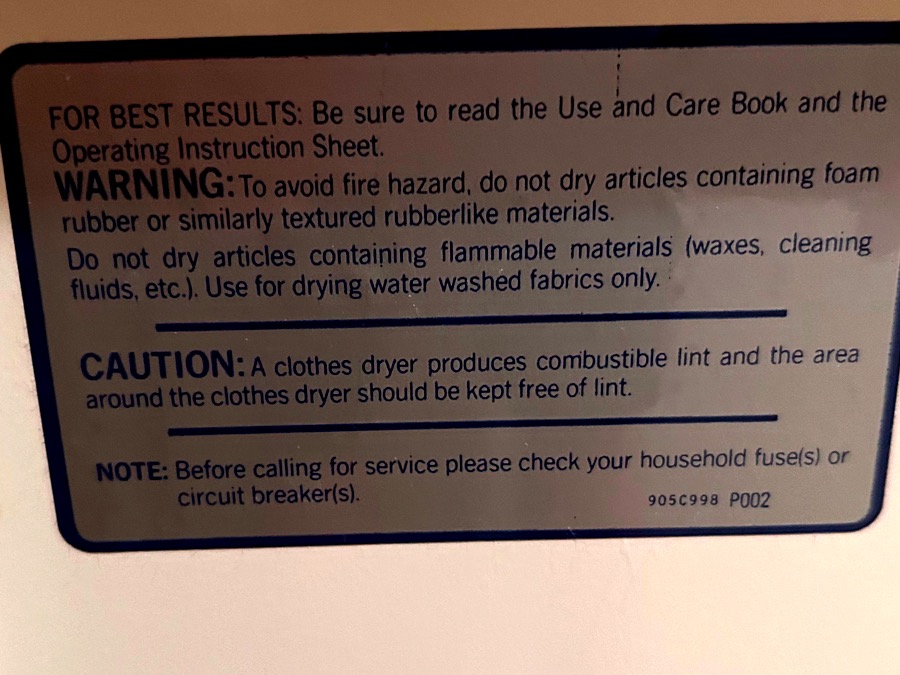 FOR BEST RESULTS: Be sure to read the Use and Care Book and the
Operating Instruction Sheet.
WARNING: To avoid fire hazard, do not dry articles containing foam
rubber or similarly textured rubberlike materials.
Do not dry articles containing flammable materials (waxes, cleaning
fluids, etc.). Use for drying water washed fabrics only.
CAUTION: A clothes dryer produces combustible lint and the area
around the clothes dryer should be kept free of lint.
NOTE: Before calling for service please check your household fuse(s) or
circuit breaker(s).
905C998 P002